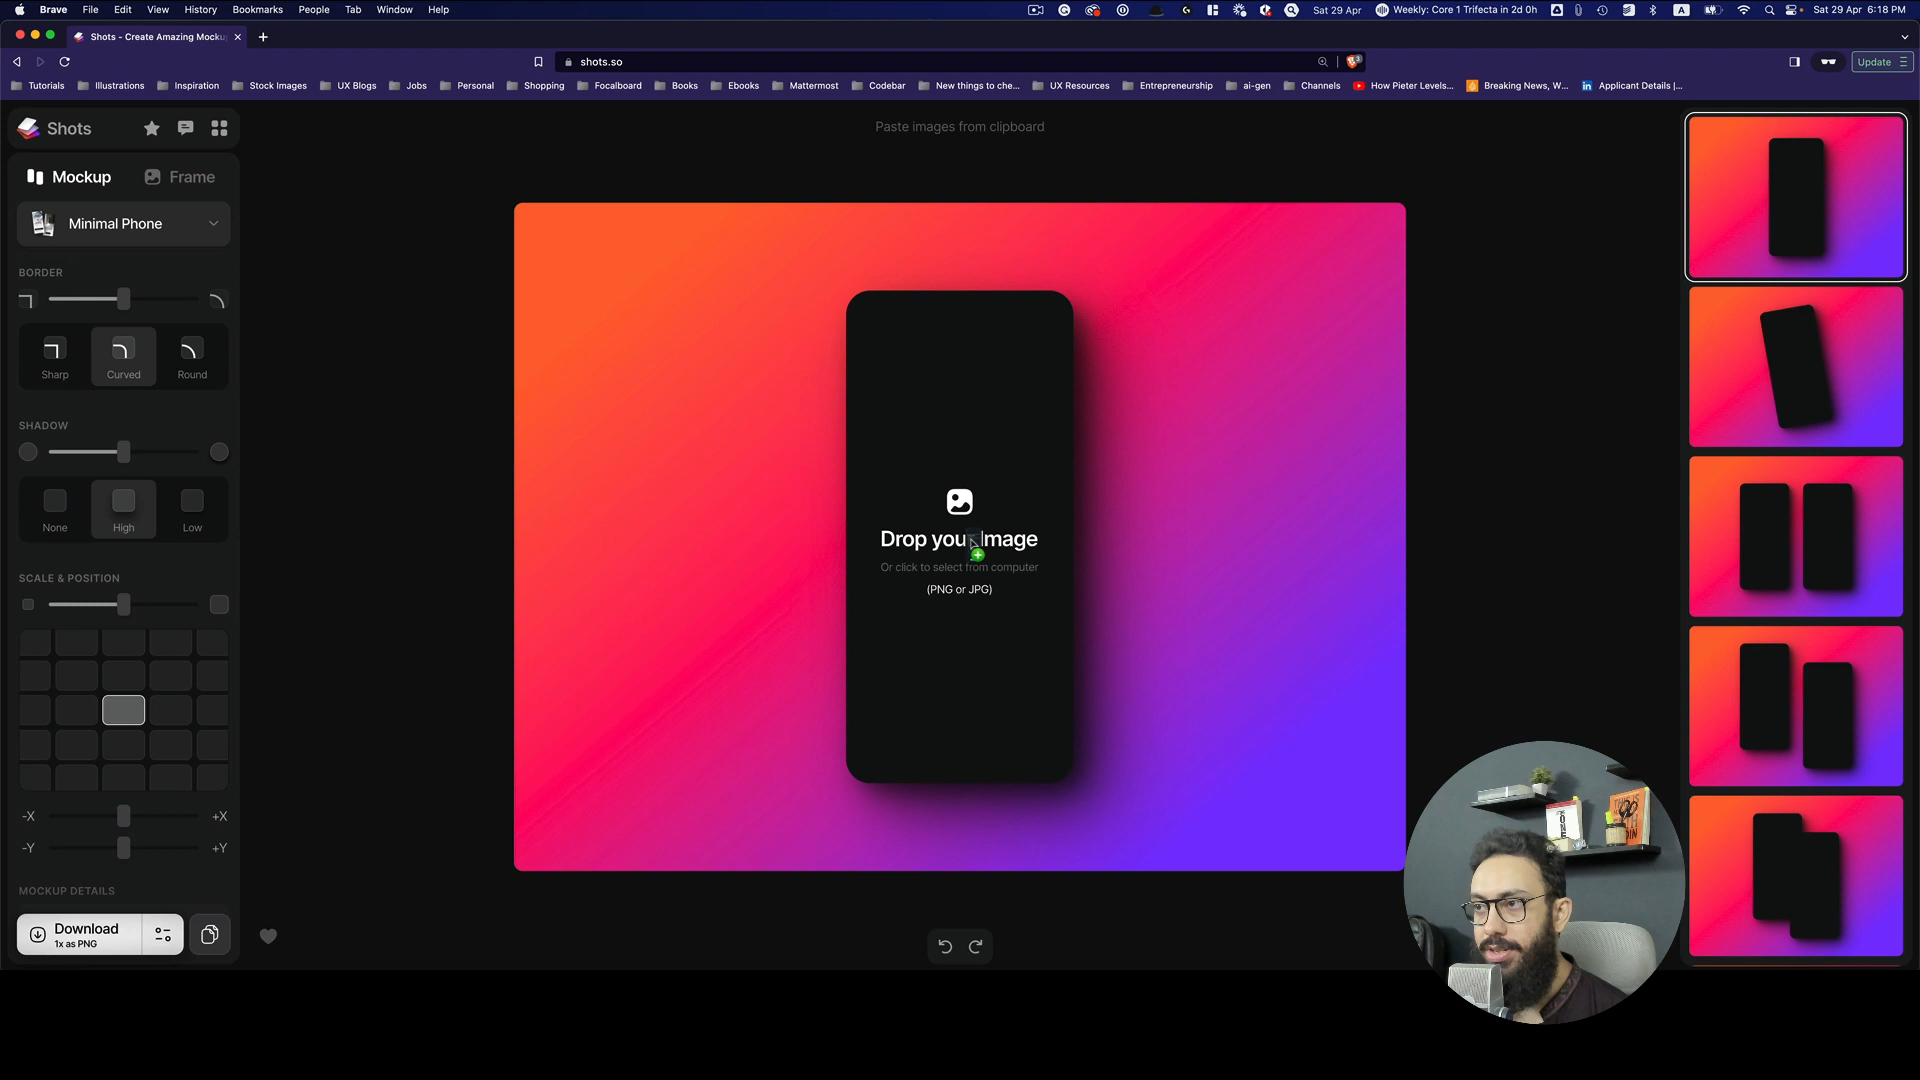 Brave File Edit View History Bookmarks People Tab Window Help
Sat 29 Apr Weekly: Core 1 Trifecta in 2d 0h A Sat 29 Apr 6:18 PM
Shots - Create Amazing Mocku
shots.so
Update
Tutorials Illustrations Inspiration Stock Images UX Blogs Jobs Personal Shopping Focalboard Books Ebooks Mattermost Codebar New things to che... UX Resources Entrepreneurship ai-gen Channels How Pieter Levels... Breaking News, W... Applicant Details |...
Shots
Paste images from clipboard
Mockup Frame
Minimal Phone
BORDER
Sharp Curved Round
SHADOW
None High Low
SCALE & POSITION
-X +X
-Y +Y
MOCKUP DETAILS
Download
1x as PNG
Drop your image
Or click to select from computer
(PNG or JPG)